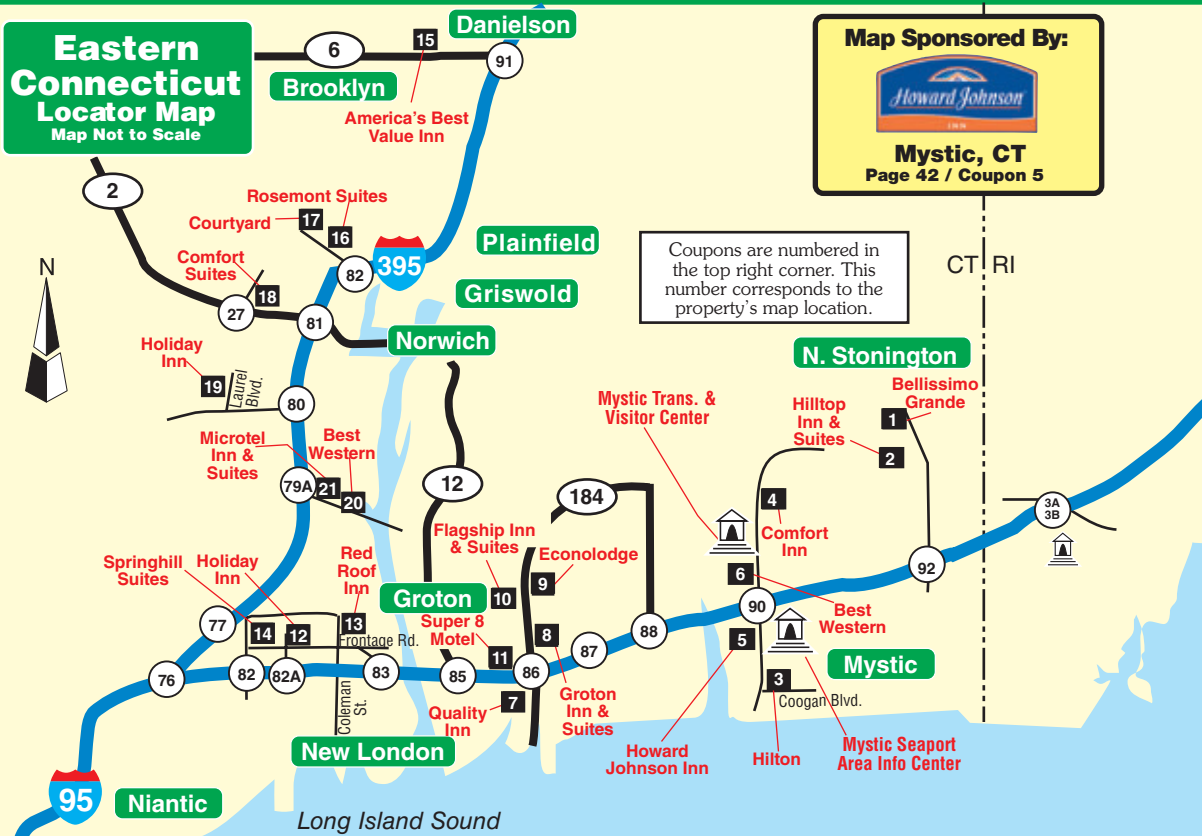 Eastern
Connecticut
Locator Map
Map Not to Scale
6
15
Danielson
91
Brooklyn
America's Best
Value Inn
Map Sponsored By:
Howard Johnson
INN
Mystic, CT
Page 42 / Coupon 5
2
Rosemont Suites
17
Courtyard
16
82
395
Plainfield
Griswold
Coupons are numbered in
the top right corner. This
number corresponds to the
property's map location.
CT
RI
N
Comfort
Suites
18
27
81
Norwich
Holiday
Inn
19
Laurel
Blvd.
80
N. Stonington
Bellissimo
Grande
1
Hilltop
Inn &
Suites
2
Mystic Trans. &
Visitor Center
Microtel
Inn &
Suites
Best
Western
79A
21
20
12
184
4
Comfort
Inn
3A
3B
Flagship Inn
& Suites
10
Econolodge
9
92
6
Best
Western
90
Springhill
Suites
Holiday
Inn
Red
Roof
Inn
Groton
Super 8
Motel
11
77
14
12
13
Frontage Rd.
8
88
87
5
Mystic
76
82
82A
83
85
86
3
Coogan Blvd.
Coleman
St.
Quality
Inn
7
Groton
Inn &
Suites
New London
Howard
Johnson Inn
Hilton
Mystic Seaport
Area Info Center
95
Niantic
Long Island Sound